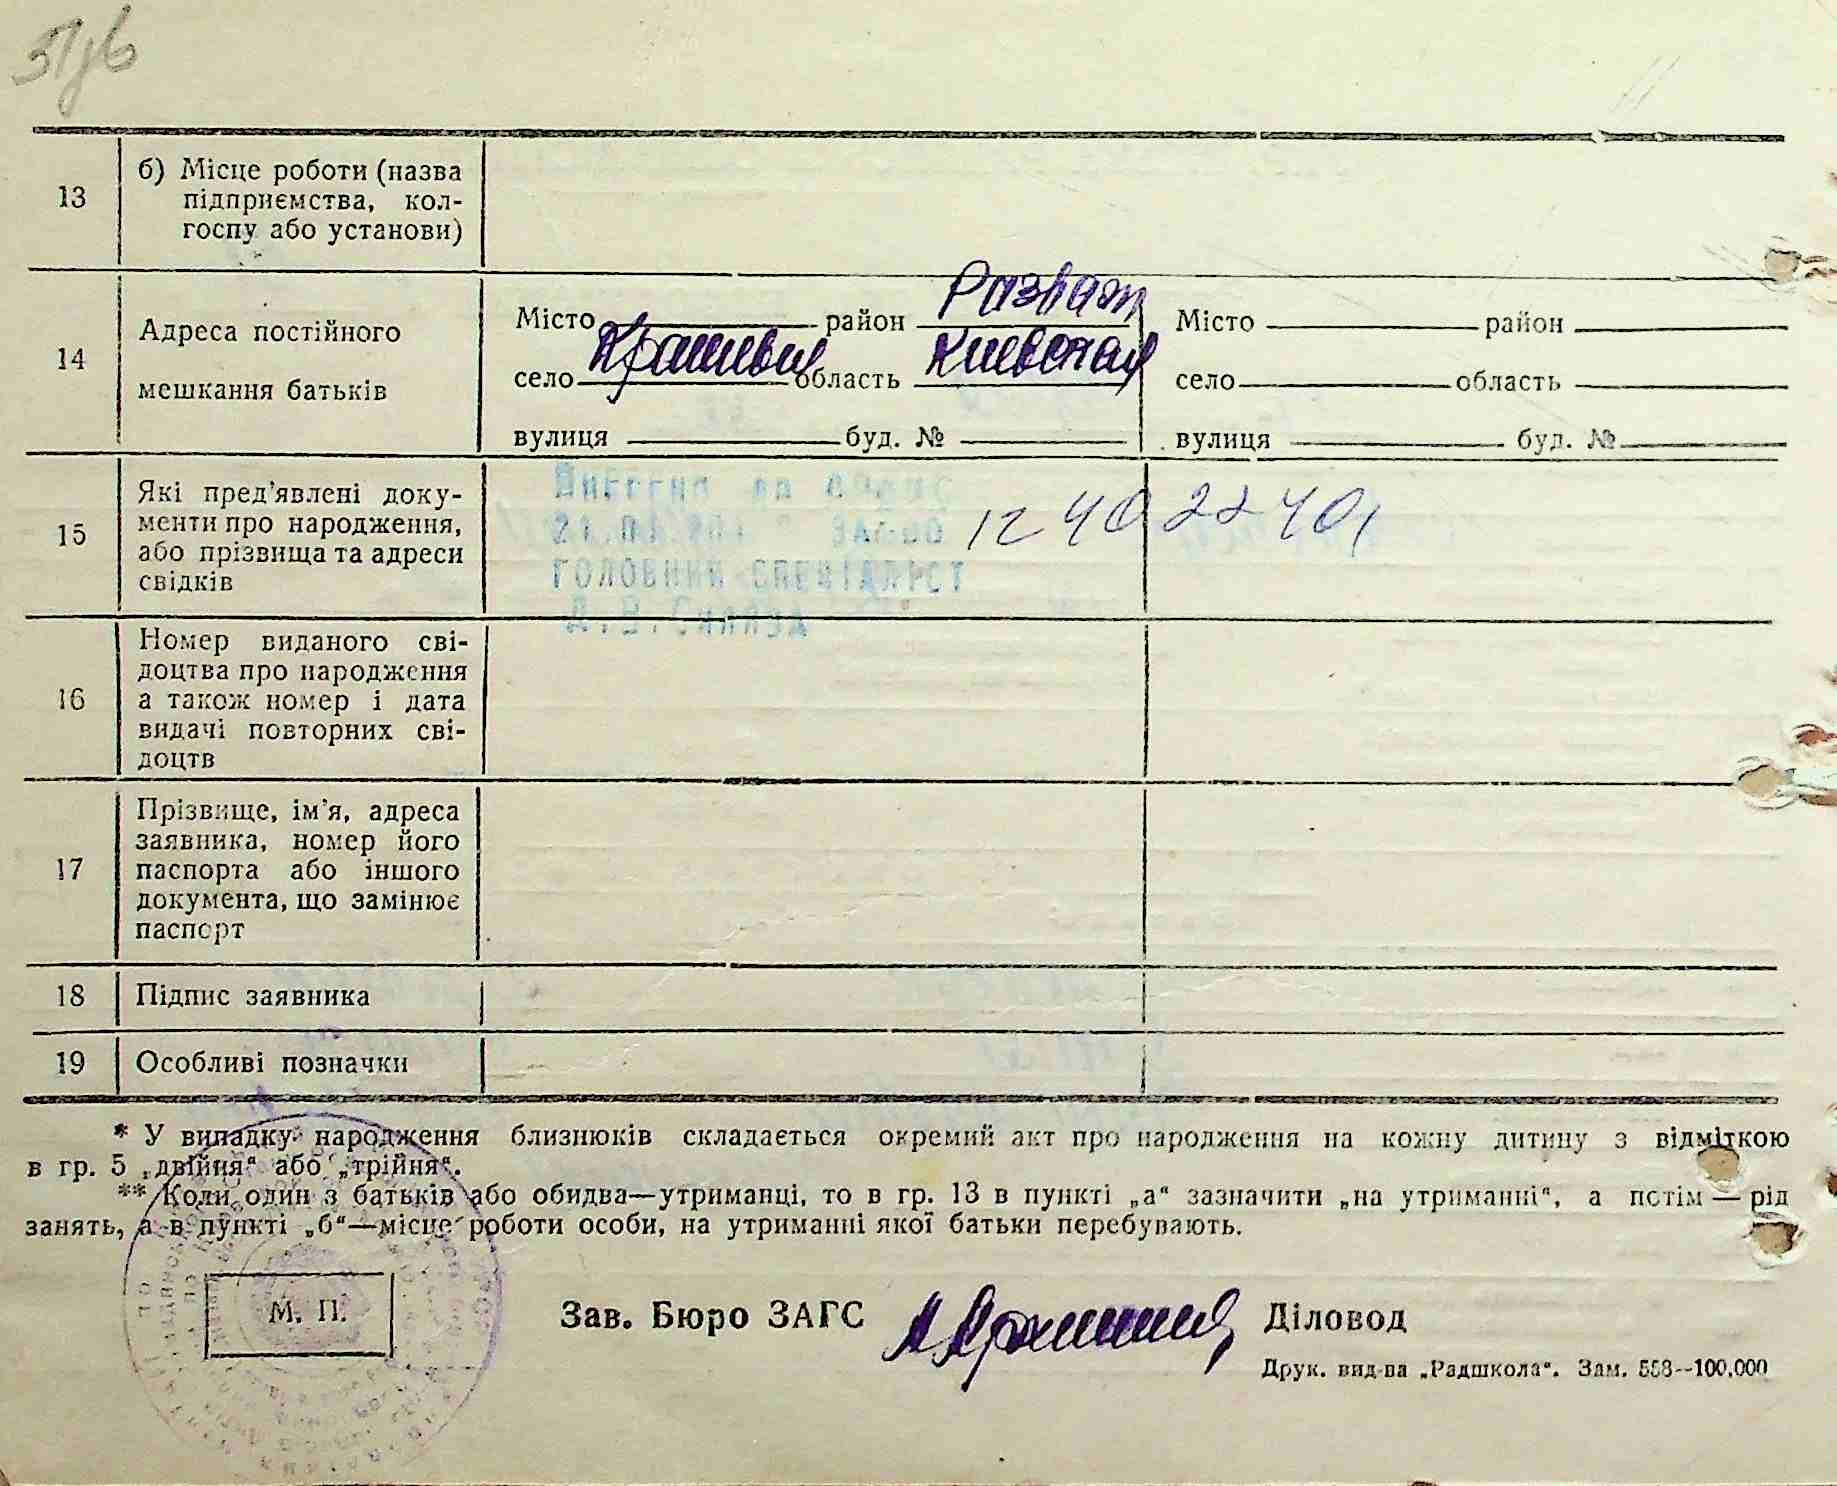 13 б) Місце роботи (назва
підприємства, кол-
госпу або установи)
Розваж
Місто район Місто район
14 Адреса постійного
мешкання батьків
село область Киевская село область
вулиця буд. № вулиця буд. №
15 Які пред’явлені доку-
менти про народження,
або прізвища та адреси
свідків
12402240,
головний спеціаліст
16 Номер виданого сві-
доцтва про народження
а також номер і дата
видачі повторних сві-
доцтв
17 Прізвище, ім’я, адреса
заявника, номер його
паспорта або іншого
документа, що замінює
паспорт
18 Підпис заявника
19 Особливі позначки
* У випадку народження близнюків складається окремий акт про народження на кожну дитину з відміткою
в гр. 5 „двійня“ або „трійня“.
** Коли один з батьків або обидва—утриманці, то в гр. 13 в пункті „а“ зазначити „на утриманні“, а потім — рід
занять, а в пункті „б“—місце роботи особи, на утриманні якої батьки перебувають.
М. П. Зав. Бюро ЗАГС Діловод
Друк. вид-ва „Радшкола“. Зам. 558—100.000